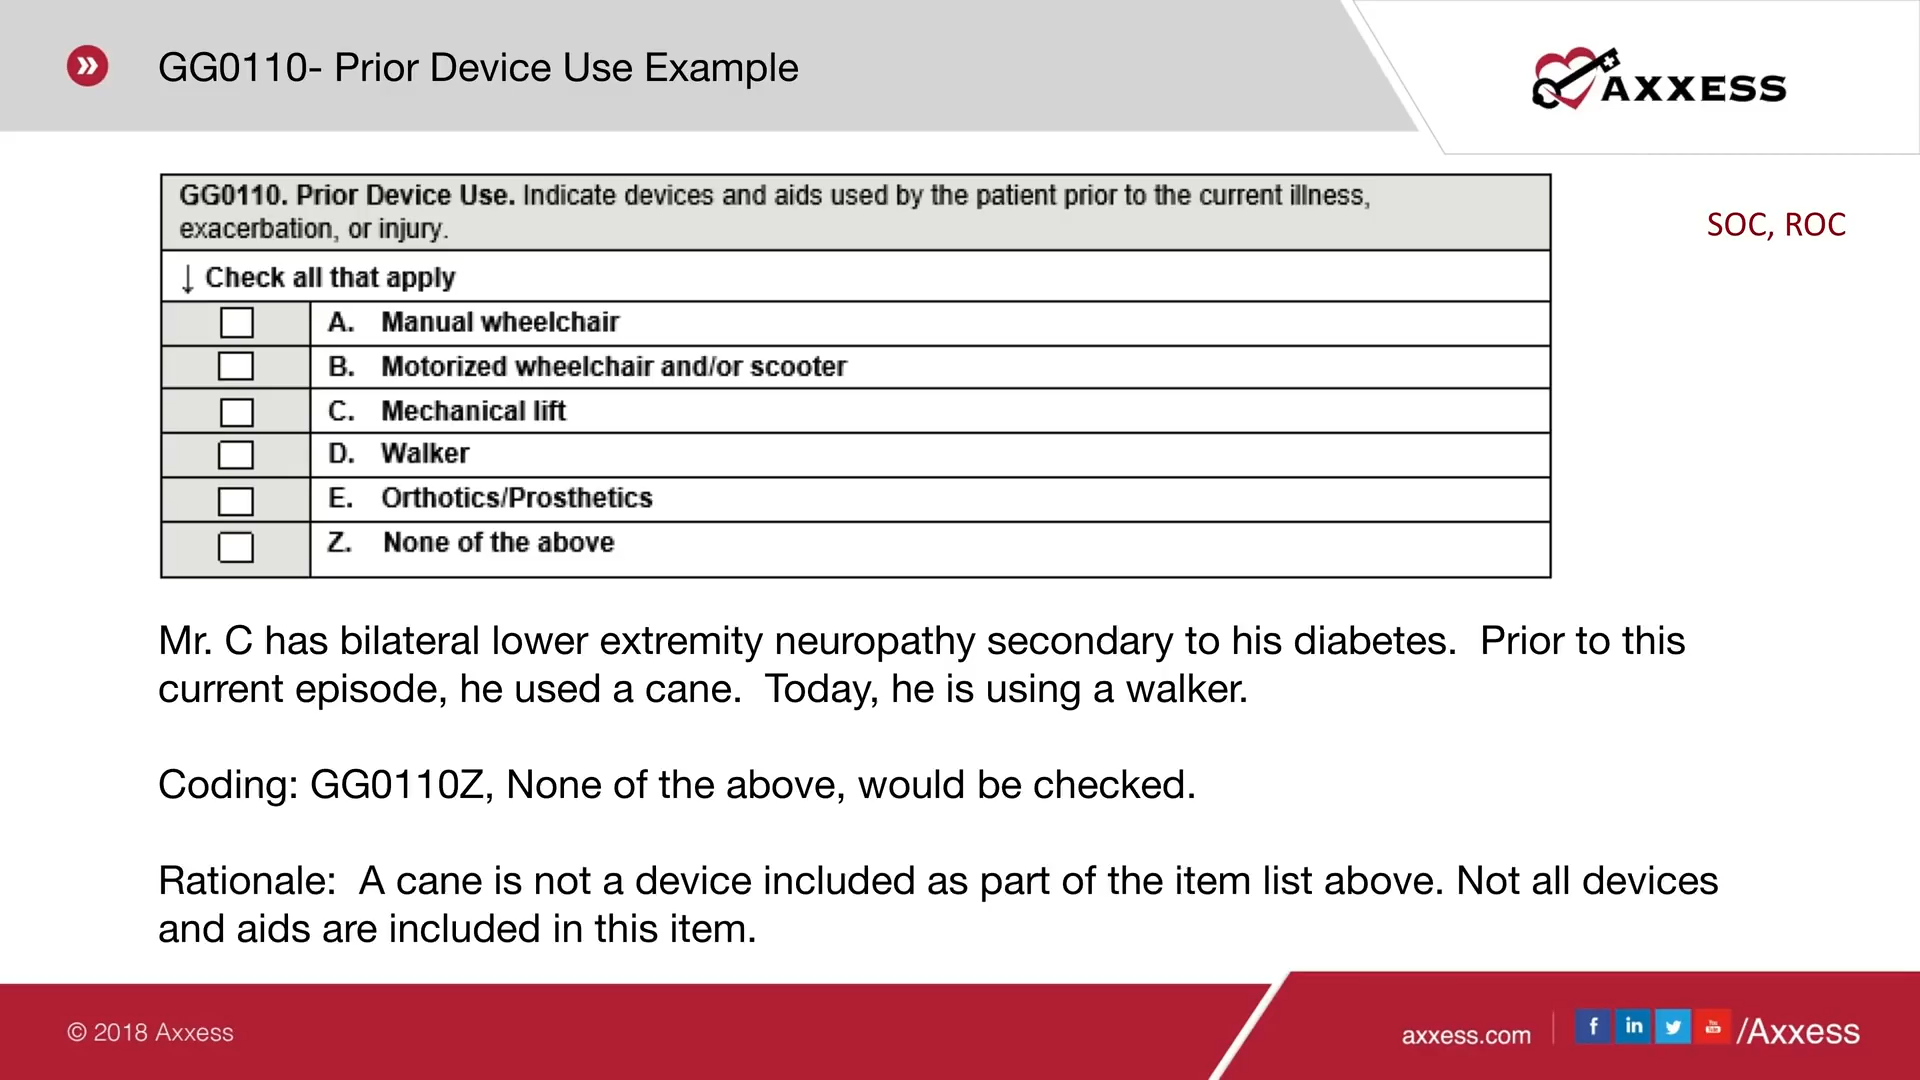 GG0110- Prior Device Use Example
AXXESS
GG0110. Prior Device Use. Indicate devices and aids used by the patient prior to the current illness,
exacerbation, or injury.
SOC, ROC
↓ Check all that apply
A. Manual wheelchair
B. Motorized wheelchair and/or scooter
C. Mechanical lift
D. Walker
E. Orthotics/Prosthetics
Z. None of the above
Mr. C has bilateral lower extremity neuropathy secondary to his diabetes.  Prior to this
current episode, he used a cane.  Today, he is using a walker.
Coding: GG0110Z, None of the above, would be checked.
Rationale:  A cane is not a device included as part of the item list above. Not all devices
and aids are included in this item.
© 2018 Axxess
axxess.com | f in You /Axxess